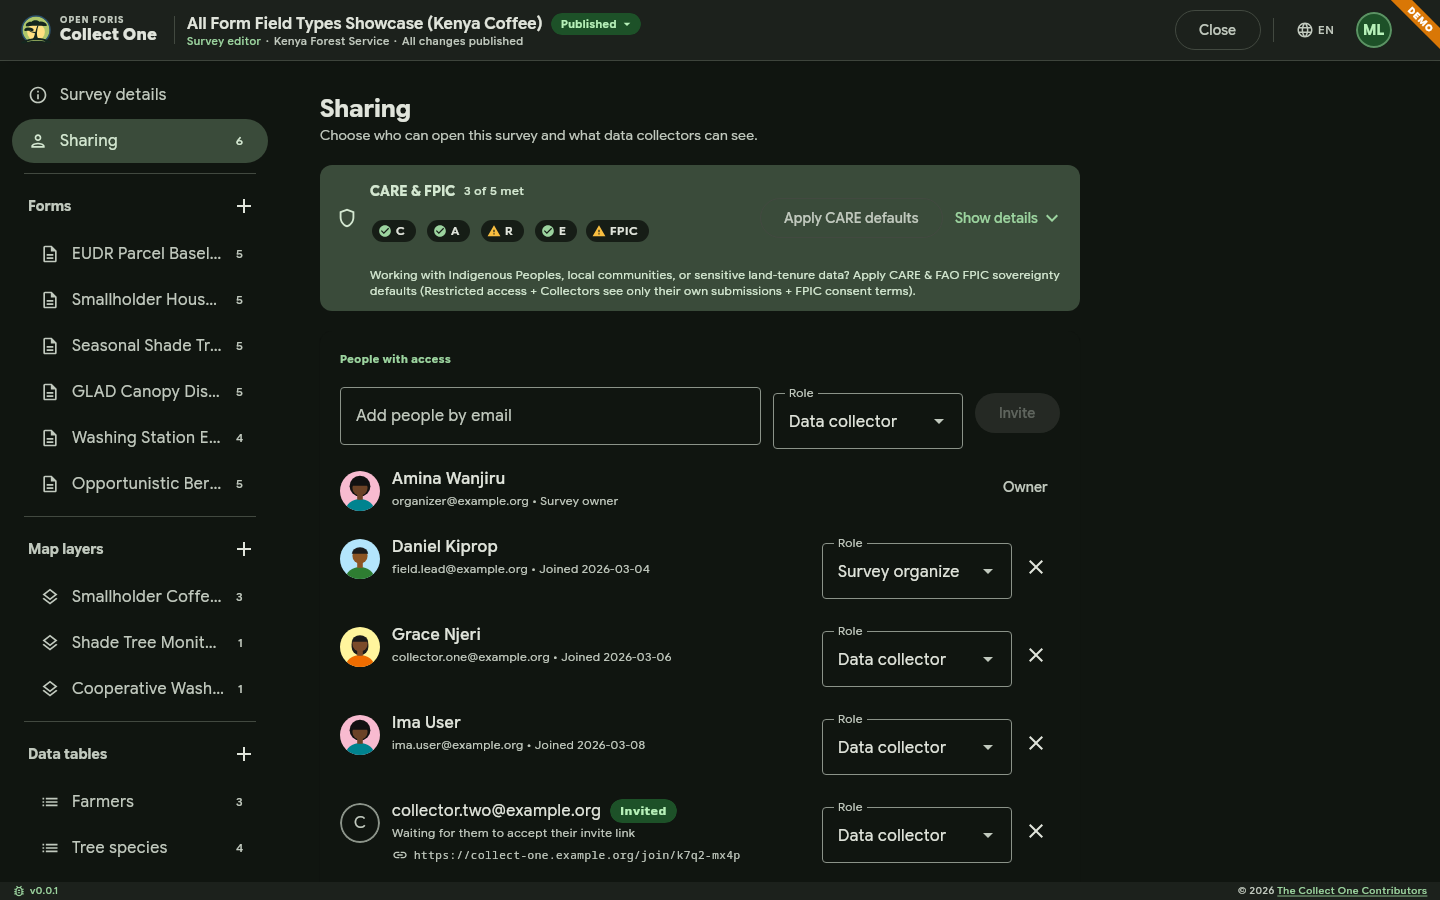 OPEN FORIS
Collect One
All Form Field Types Showcase (Kenya Coffee)
Published
Survey editor · Kenya Forest Service · All changes published
Close
EN
ML
DEMO
Survey details
Sharing 6
Forms
EUDR Parcel Basel... 5
Smallholder Hous... 5
Seasonal Shade Tr... 5
GLAD Canopy Dis... 5
Washing Station E... 4
Opportunistic Ber... 5
Map layers
Smallholder Coffe... 3
Shade Tree Monit... 1
Cooperative Wash... 1
Data tables
Farmers 3
Tree species 4
Sharing
Choose who can open this survey and what data collectors can see.
CARE & FPIC 3 of 5 met
C A R E FPIC
Apply CARE defaults
Show details
Working with Indigenous Peoples, local communities, or sensitive land-tenure data? Apply CARE & FAO FPIC sovereignty
defaults (Restricted access + Collectors see only their own submissions + FPIC consent terms).
People with access
Add people by email
Role
Data collector
Invite
Amina Wanjiru
organizer@example.org • Survey owner
Owner
Daniel Kiprop
field.lead@example.org • Joined 2026-03-04
Role
Survey organize
Grace Njeri
collector.one@example.org • Joined 2026-03-06
Role
Data collector
Ima User
ima.user@example.org • Joined 2026-03-08
Role
Data collector
C
collector.two@example.org Invited
Waiting for them to accept their invite link
https://collect-one.example.org/join/k7q2-mx4p
Role
Data collector
v0.0.1
© 2026 The Collect One Contributors